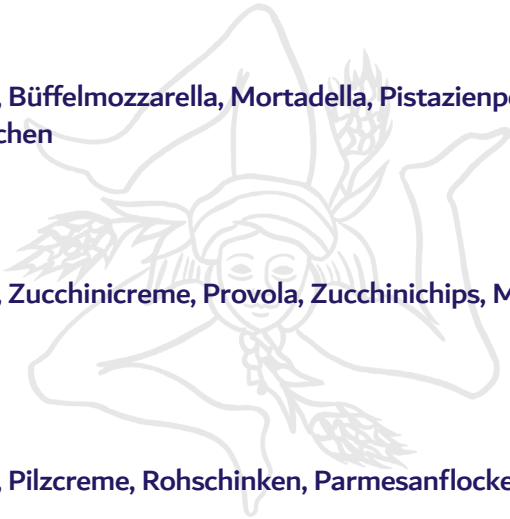 , Büffelmozzarella, Mortadella, Pistazienp
chen
, Zucchinicreme, Provola, Zucchinichips, M
, Pilzcreme, Rohschinken, Parmesanflocke